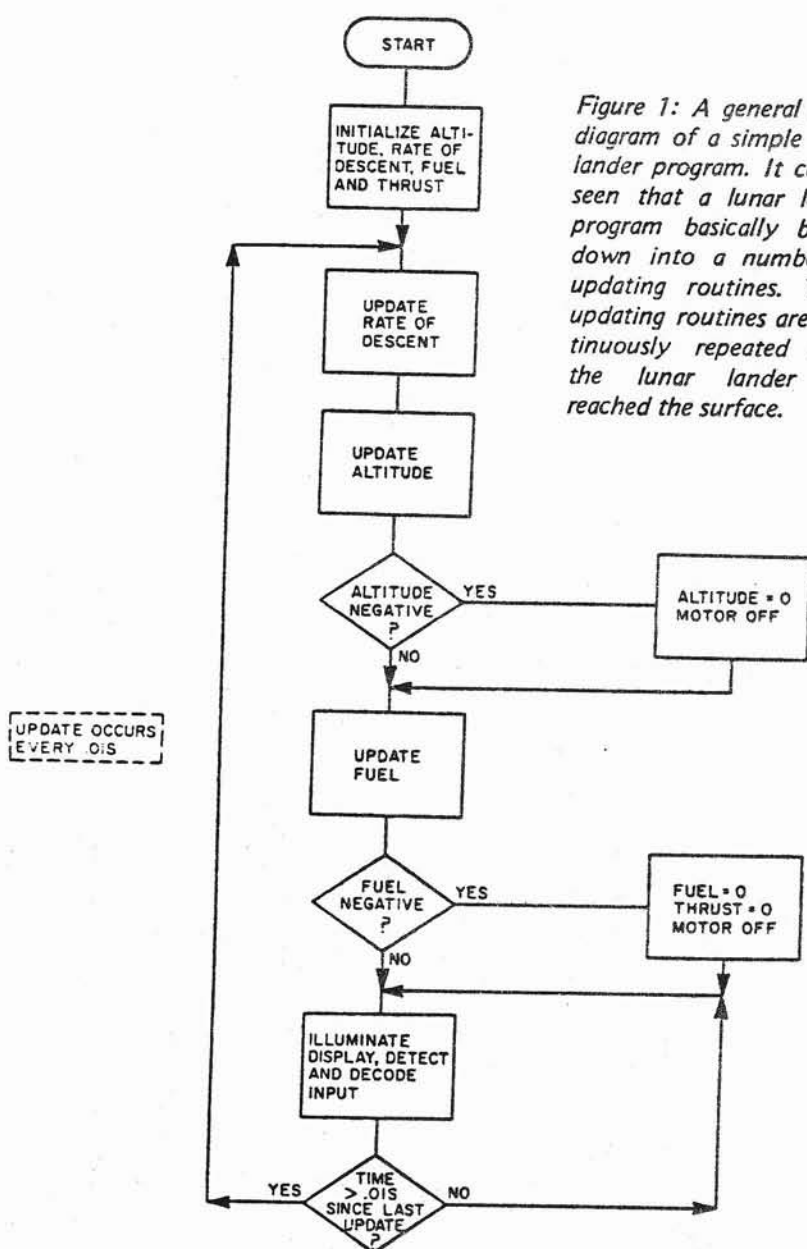 START
INITIALIZE ALTI-
TUDE, RATE OF
DESCENT, FUEL
AND THRUST
Figure 1: A general
diagram of a simple
lander program. It c
seen that a lunar l
program basically b
down into a numbe
updating routines.
updating routines are
tinuously repeated
the lunar lander
reached the surface.
UPDATE
RATE OF
DESCENT
UPDATE
ALTITUDE
ALTITUDE
NEGATIVE
?
YES
NO
ALTITUDE = 0
MOTOR OFF
UPDATE OCCURS
EVERY .01S
UPDATE
FUEL
FUEL
NEGATIVE
?
YES
NO
FUEL = 0
THRUST = 0
MOTOR OFF
ILLUMINATE
DISPLAY, DETECT
AND DECODE
INPUT
TIME
> .01S
SINCE LAST
UPDATE
?
YES
NO